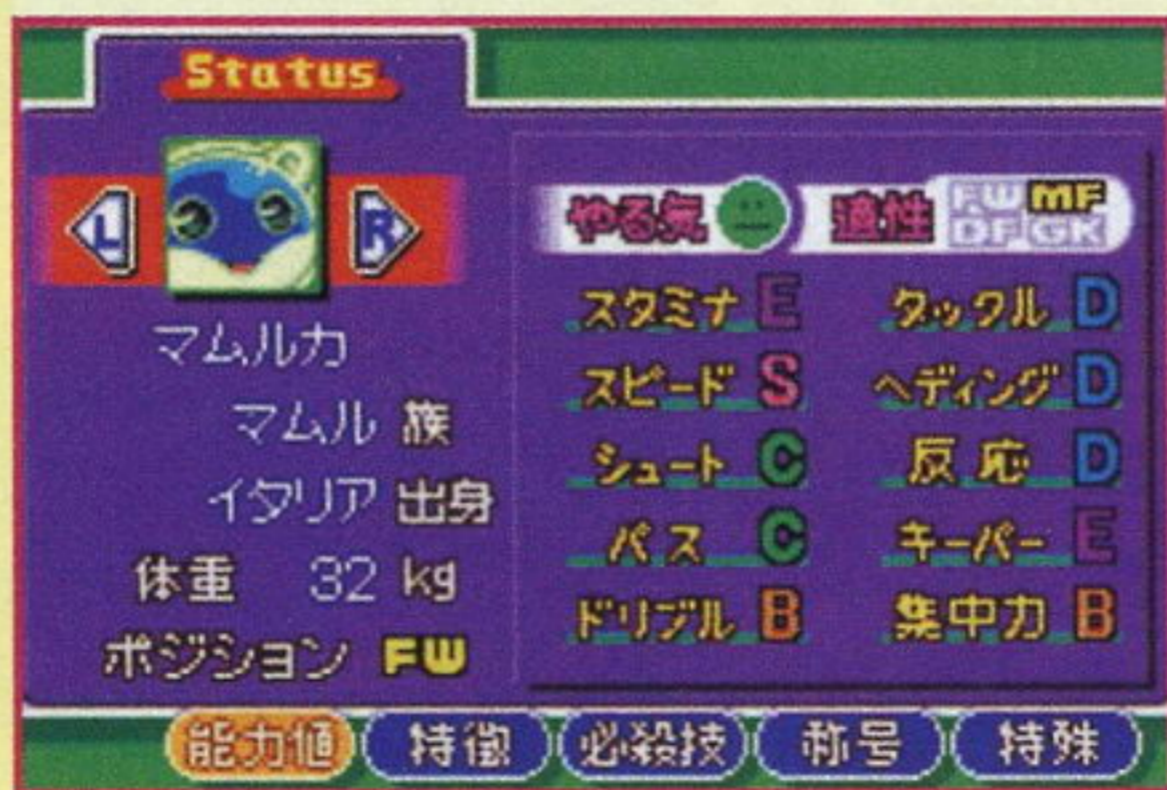 Status
L R
マムルカ
マムル 族
イタリア 出身
体重 32 kg
ポジション FW
やる気 適性 FW MF
DF GK
スタミナ E タックル D
スピード S ヘディング D
シュート C 反応 D
パス C キーパー E
ドリブル B 集中力 B
能力値 特徴 必殺技 称号 特殊